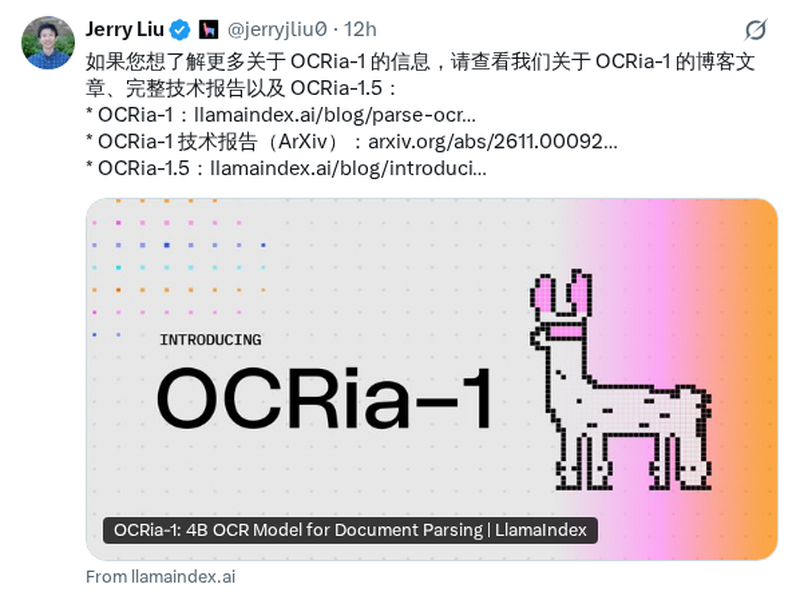 Jerry Liu @jerryjliu0 · 12h
如果您想了解更多关于 OCRia-1 的信息，请查看我们关于 OCRia-1 的博客文
章、完整技术报告以及 OCRia-1.5：
* OCRia-1：llamaindex.ai/blog/parse-ocr...
* OCRia-1 技术报告（ArXiv）：arxiv.org/abs/2611.00092...
* OCRia-1.5：llamaindex.ai/blog/introduci...
INTRODUCING
OCRia-1
OCRia-1: 4B OCR Model for Document Parsing | LlamaIndex
From llamaindex.ai